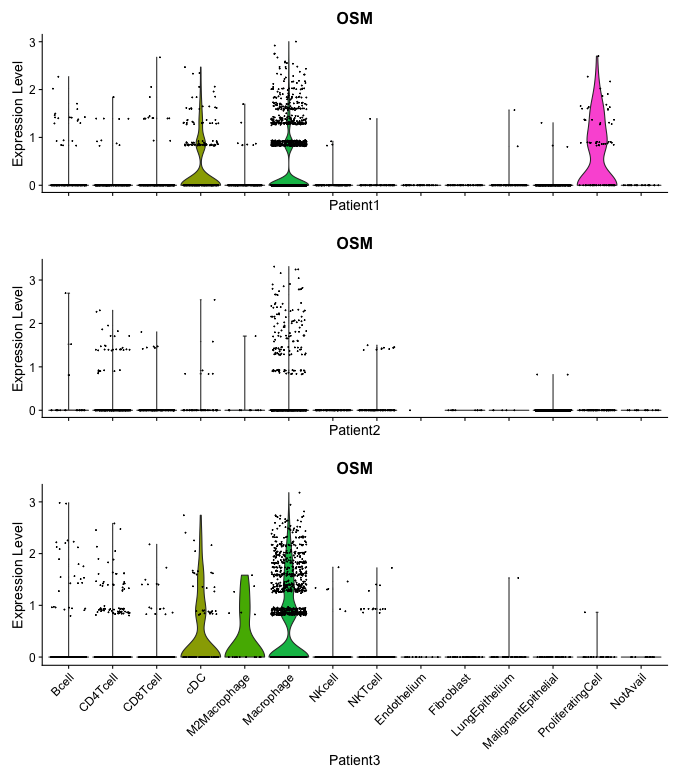 OSM
3
2
1
0
Expression Level
Patient1
OSM
3
2
1
0
Expression Level
Patient2
OSM
3
2
1
0
Expression Level
Bcell
CD4Tcell
CD8Tcell
cDC
M2Macrophage
Macrophage
NKcell
NKTcell
Endothelium
Fibroblast
LungEpithelium
MalignantEpithelial
ProliferatingCell
NotAvail
Patient3